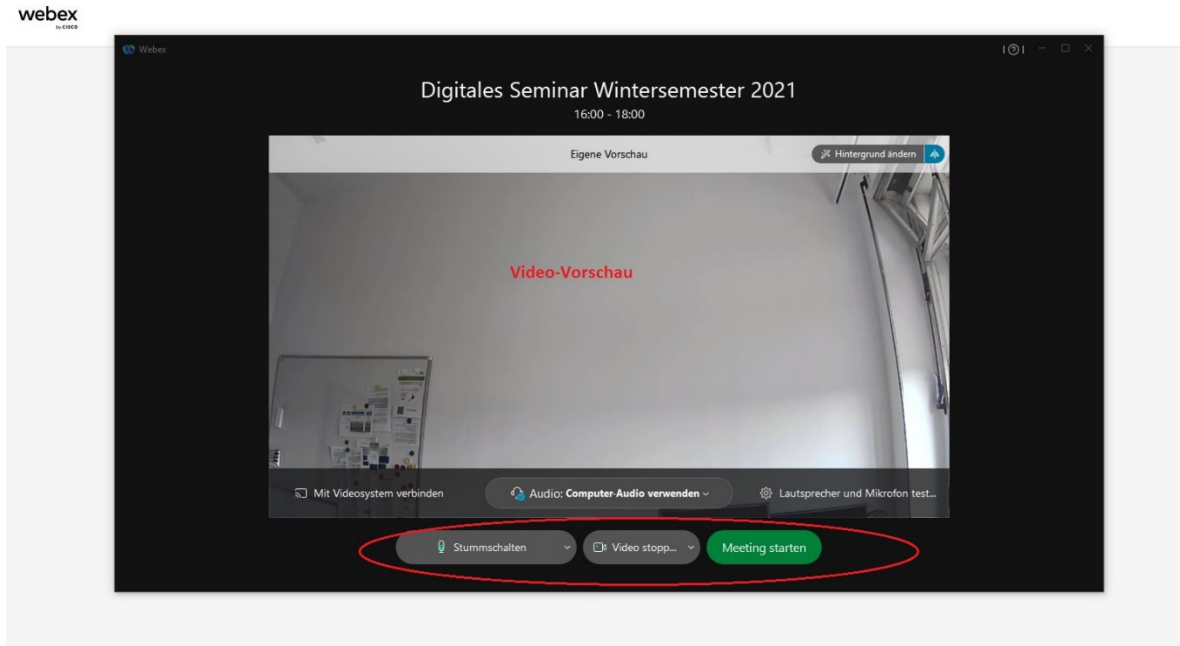 webex
by CISCO
Webex
Digitales Seminar Wintersemester 2021
16:00 - 18:00
Eigene Vorschau
Hintergrund ändern
Video-Vorschau
Mit Videosystem verbinden
Audio: Computer-Audio verwenden
Lautsprecher und Mikrofon test...
Stummschalten
Video stopp...
Meeting starten